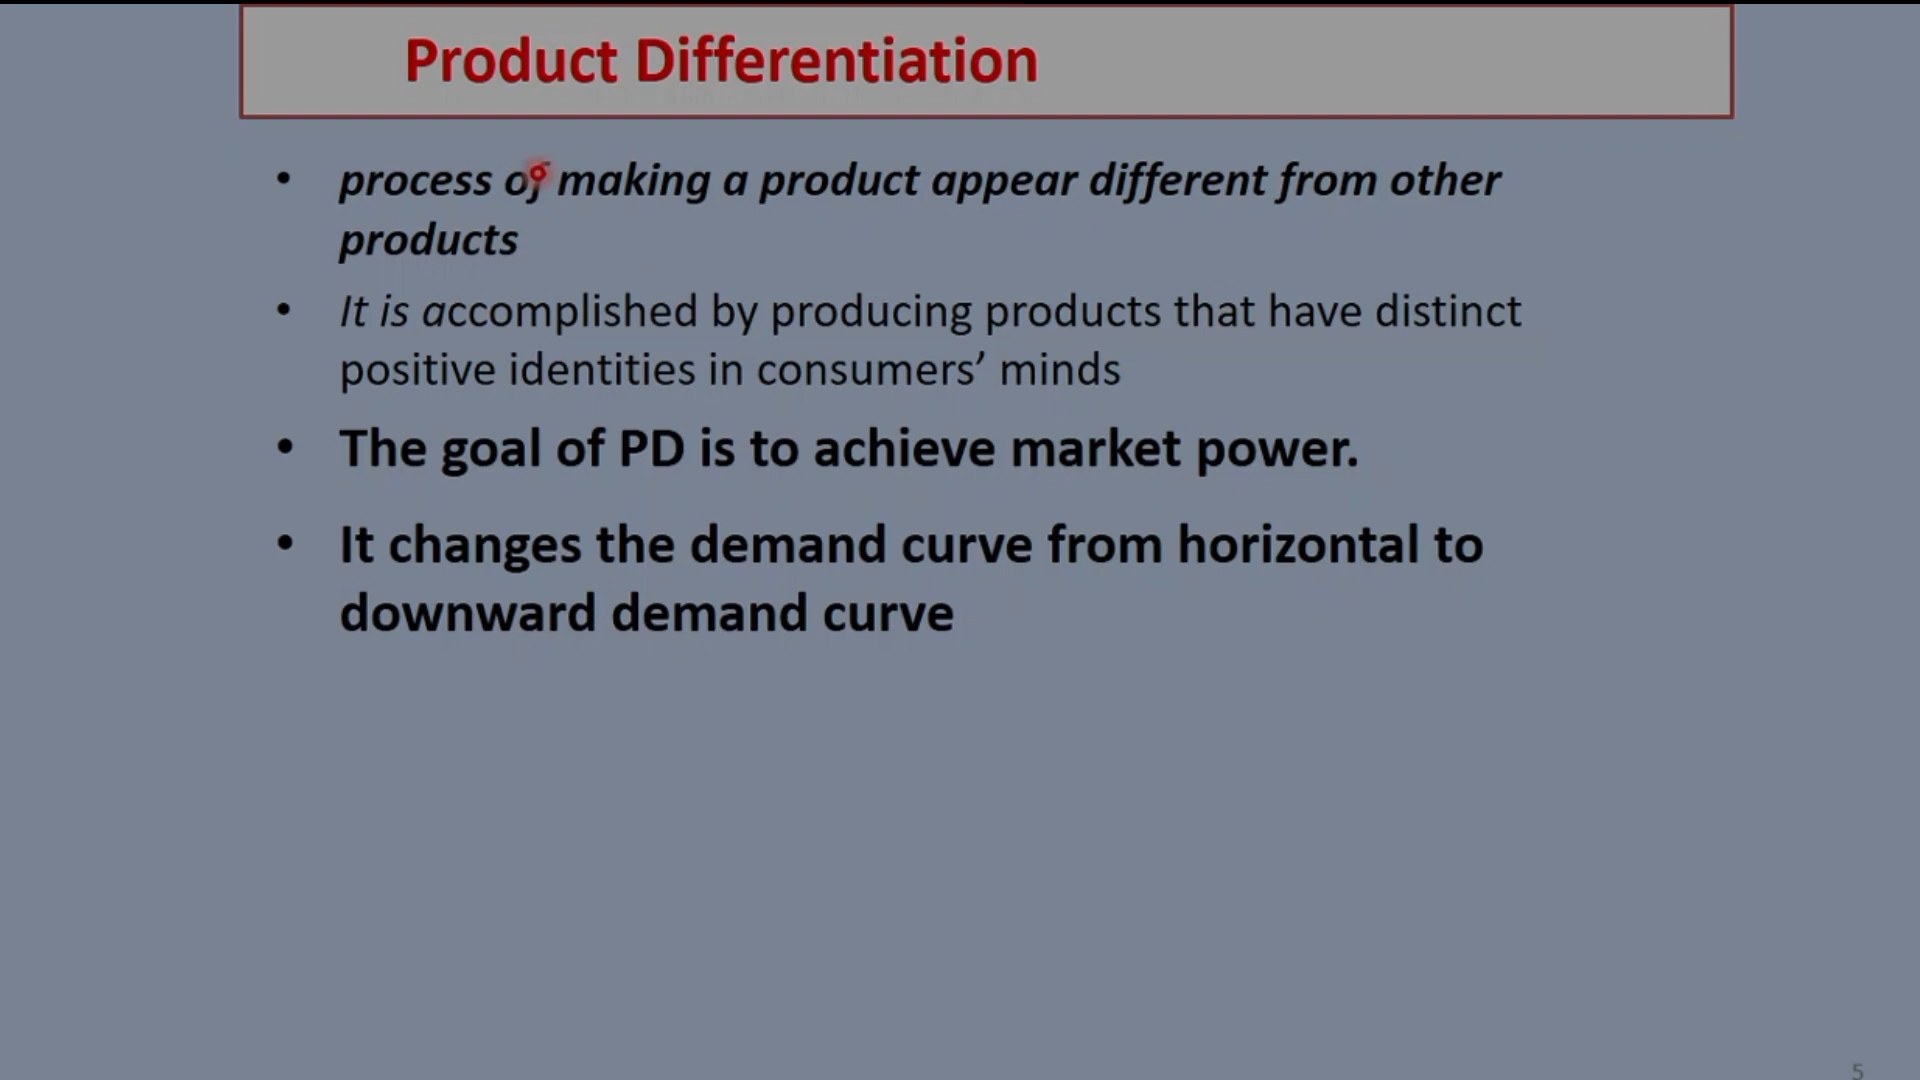 Product Differentiation
• process of making a product appear different from other
products
• It is accomplished by producing products that have distinct
positive identities in consumers’ minds
• The goal of PD is to achieve market power.
• It changes the demand curve from horizontal to
downward demand curve
5